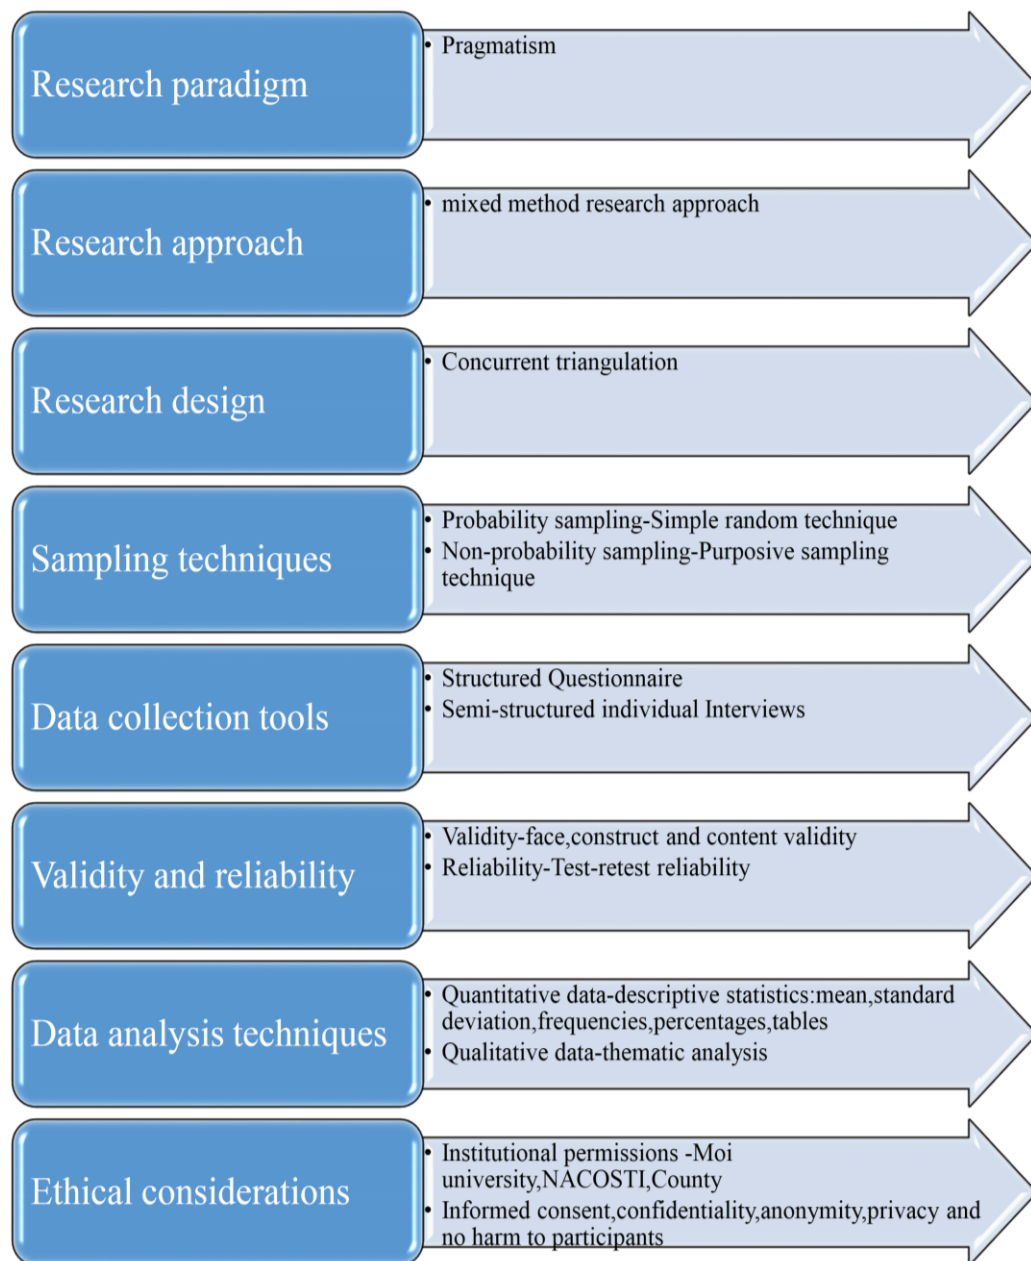 Research paradigm
• Pragmatism
Research approach
• mixed method research approach
Research design
• Concurrent triangulation
Sampling techniques
• Probability sampling-Simple random technique
• Non-probability sampling-Purposive sampling
technique
Data collection tools
• Structured Questionnaire
• Semi-structured individual Interviews
Validity and reliability
• Validity-face,construct and content validity
• Reliability-Test-retest reliability
Data analysis techniques
• Quantitative data-descriptive statistics:mean,standard
deviation,frequencies,percentages,tables
• Qualitative data-thematic analysis
Ethical considerations
• Institutional permissions -Moi
university,NACOSTI,County
• Informed consent,confidentiality,anonymity,privacy and
no harm to participants